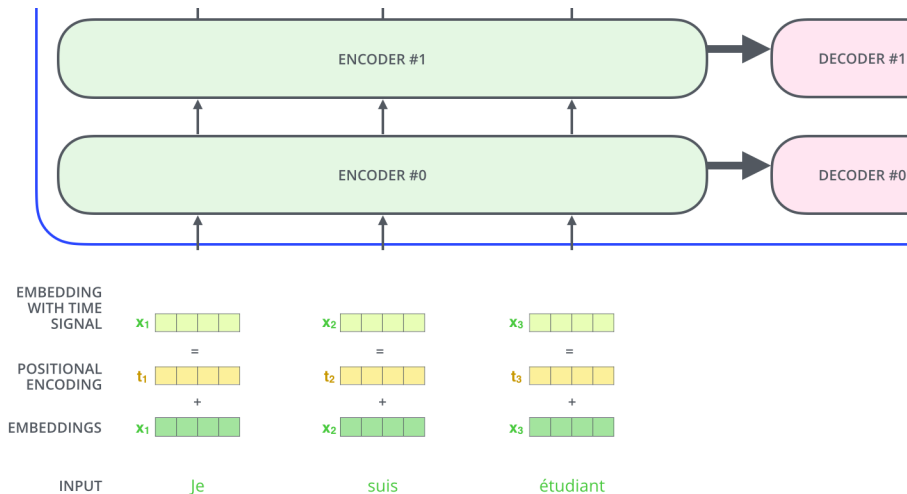 ENCODER #1
DECODER #1
ENCODER #0
DECODER #0
EMBEDDING
WITH TIME
SIGNAL
x₁ x₂ x₃
= = =
POSITIONAL
ENCODING
t₁ t₂ t₃
+ + +
EMBEDDINGS x₁ x₂ x₃
INPUT Je suis étudiant